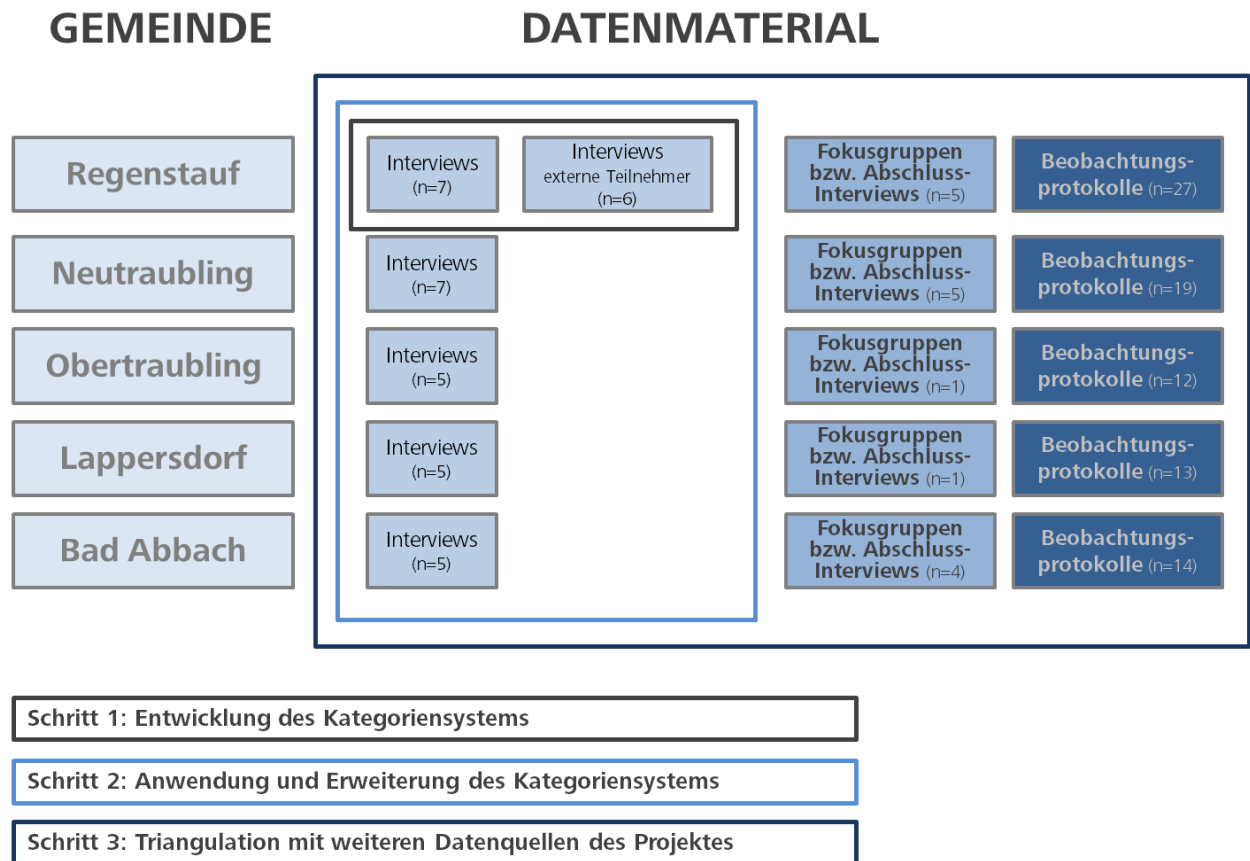 GEMEINDE
DATENMATERIAL
Regenstauf
Interviews
(n=7)
Interviews
externe Teilnehmer
(n=6)
Fokusgruppen
bzw. Abschluss-
Interviews (n=5)
Beobachtungs-
protokolle (n=27)
Neutraubling
Interviews
(n=7)
Fokusgruppen
bzw. Abschluss-
Interviews (n=5)
Beobachtungs-
protokolle (n=19)
Obertraubling
Interviews
(n=5)
Fokusgruppen
bzw. Abschluss-
Interviews (n=1)
Beobachtungs-
protokolle (n=12)
Lappersdorf
Interviews
(n=5)
Fokusgruppen
bzw. Abschluss-
Interviews (n=1)
Beobachtungs-
protokolle (n=13)
Bad Abbach
Interviews
(n=5)
Fokusgruppen
bzw. Abschluss-
Interviews (n=4)
Beobachtungs-
protokolle (n=14)
Schritt 1: Entwicklung des Kategoriensystems
Schritt 2: Anwendung und Erweiterung des Kategoriensystems
Schritt 3: Triangulation mit weiteren Datenquellen des Projektes